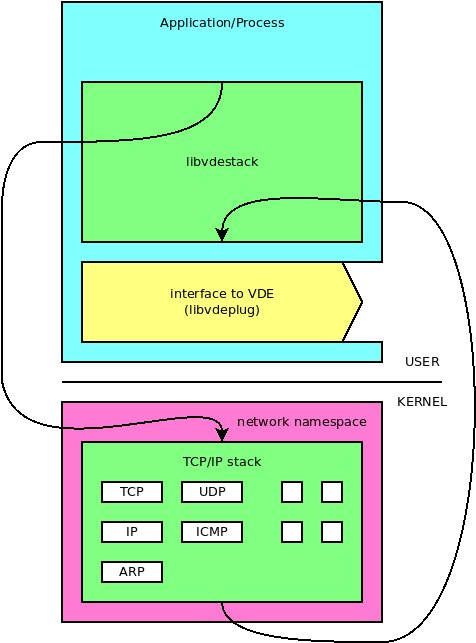 Application/Process
libvdestack
interface to VDE
(libvdeplug)
USER
KERNEL
network namespace
TCP/IP stack
TCP UDP
IP ICMP
ARP